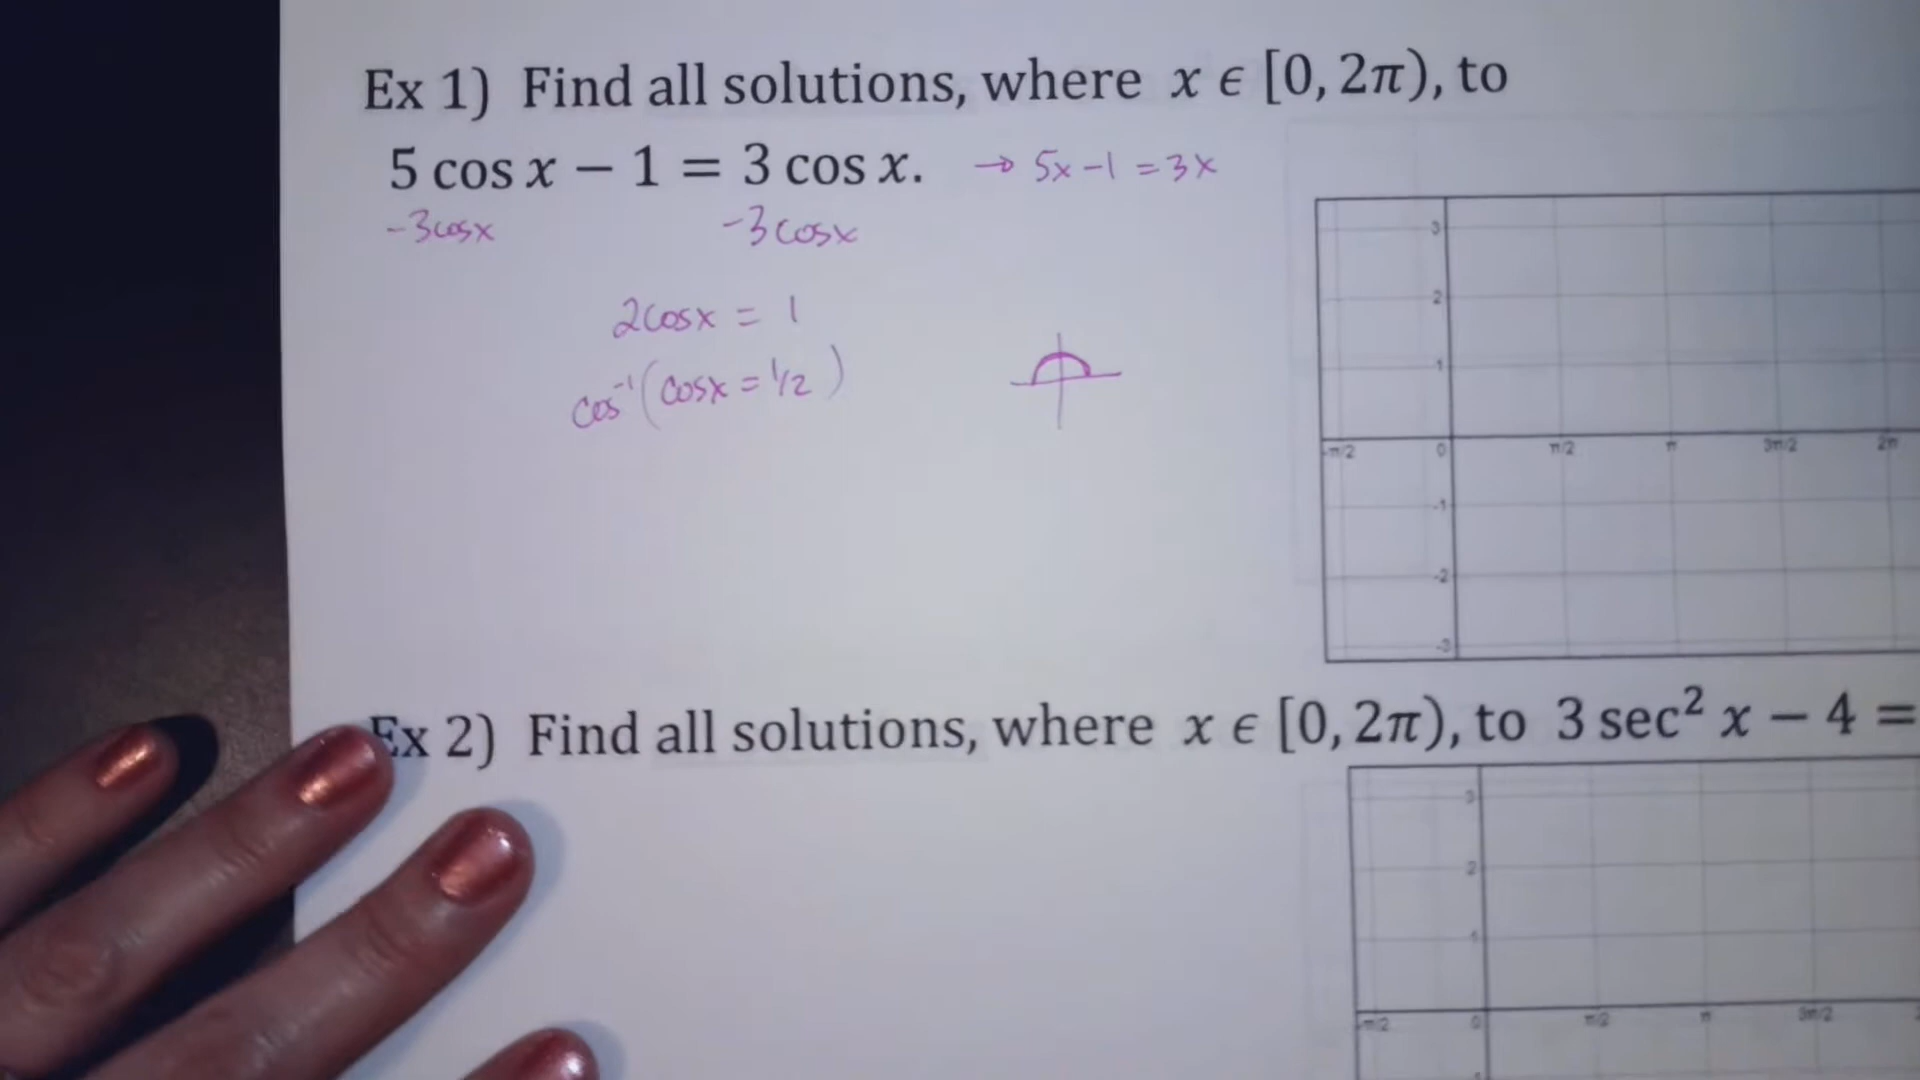 Ex 1) Find all solutions, where x ϵ [0, 2π), to
5 cos x − 1 = 3 cos x. → 5x − 1 = 3x
-3cosx -3cosx
2cosx = 1
cos⁻¹(cosx = 1/2)
3
2
1
-π/2 0 π/2 π 3π/2 2π
-1
-2
-3
Ex 2) Find all solutions, where x ϵ [0, 2π), to 3 sec² x − 4 =
3
2
1
-π/2 0 π/2 π 3π/2